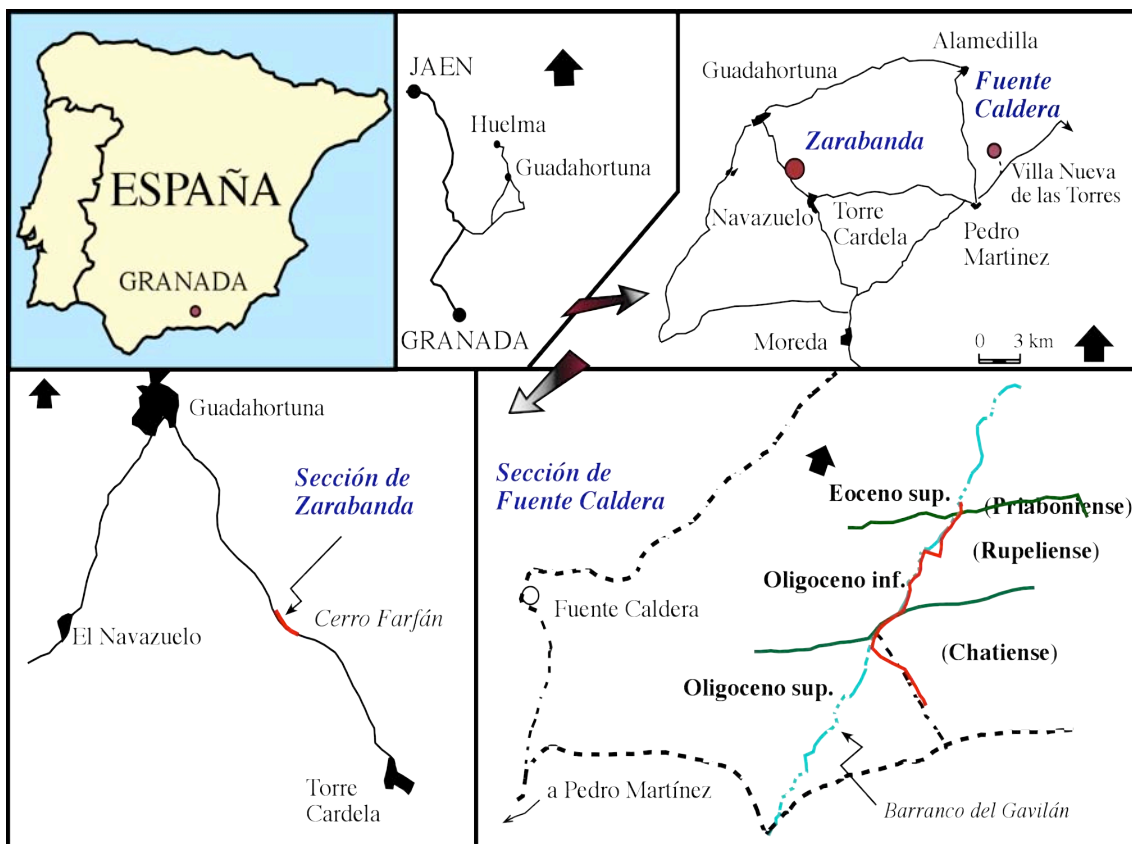 ESPAÑA
GRANADA
JAEN
Huelma
Guadahortuna
GRANADA
Alamedilla
Guadahortuna
Fuente
Caldera
Zarabanda
Villa Nueva
de las Torres
Navazuelo
Torre
Cardela
Pedro
Martinez
Moreda
0 3 km
Guadahortuna
Sección de
Zarabanda
Cerro Farfán
El Navazuelo
Torre
Cardela
Sección de
Fuente Caldera
Eoceno sup.
(Priaboniense)
(Rupeliense)
Oligoceno inf.
Fuente Caldera
(Chatiense)
Oligoceno sup.
a Pedro Martínez
Barranco del Gavilán